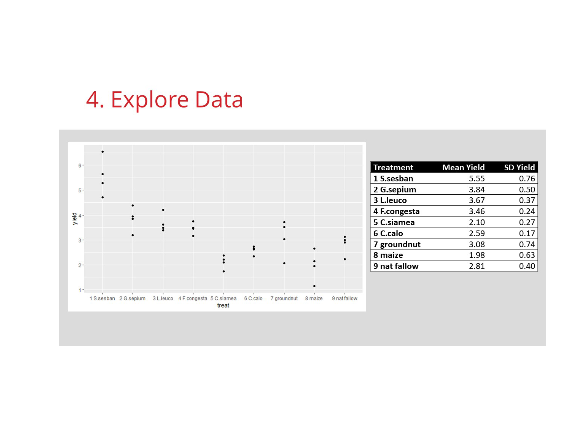 4. Explore Data
6
5
4
3
2
1
yield
1 S.sesban 2 G.sepium 3 L.leuco 4 F.congesta 5 C.siamea 6 C.calo 7 groundnut 8 maize 9 nat fallow
treat
Treatment Mean Yield SD Yield
1 S.sesban 5.55 0.76
2 G.sepium 3.84 0.50
3 L.leuco 3.67 0.37
4 F.congesta 3.46 0.24
5 C.siamea 2.10 0.27
6 C.calo 2.59 0.17
7 groundnut 3.08 0.74
8 maize 1.98 0.63
9 nat fallow 2.81 0.40